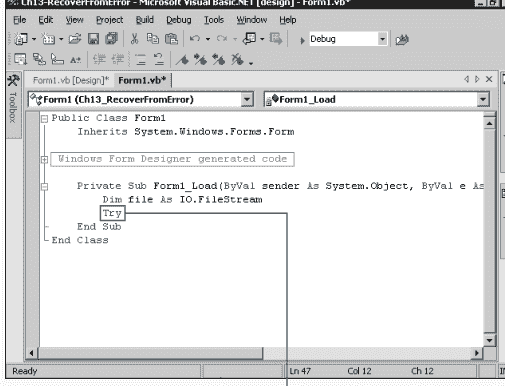 Ch13-RecoverFromError - Microsoft Visual Basic.NET [design] - Form1.vb*
File Edit View Project Build Debug Tools Window Help
Debug
Form1.vb [Design]* Form1.vb*
Toolbox
Form1 (Ch13_RecoverFromError) Form1_Load
Public Class Form1
Inherits System.Windows.Forms.Form
Windows Form Designer generated code
Private Sub Form1_Load(ByVal sender As System.Object, ByVal e As
Dim file As IO.FileStream
Try
End Sub
End Class
Ready Ln 47 Col 12 Ch 12